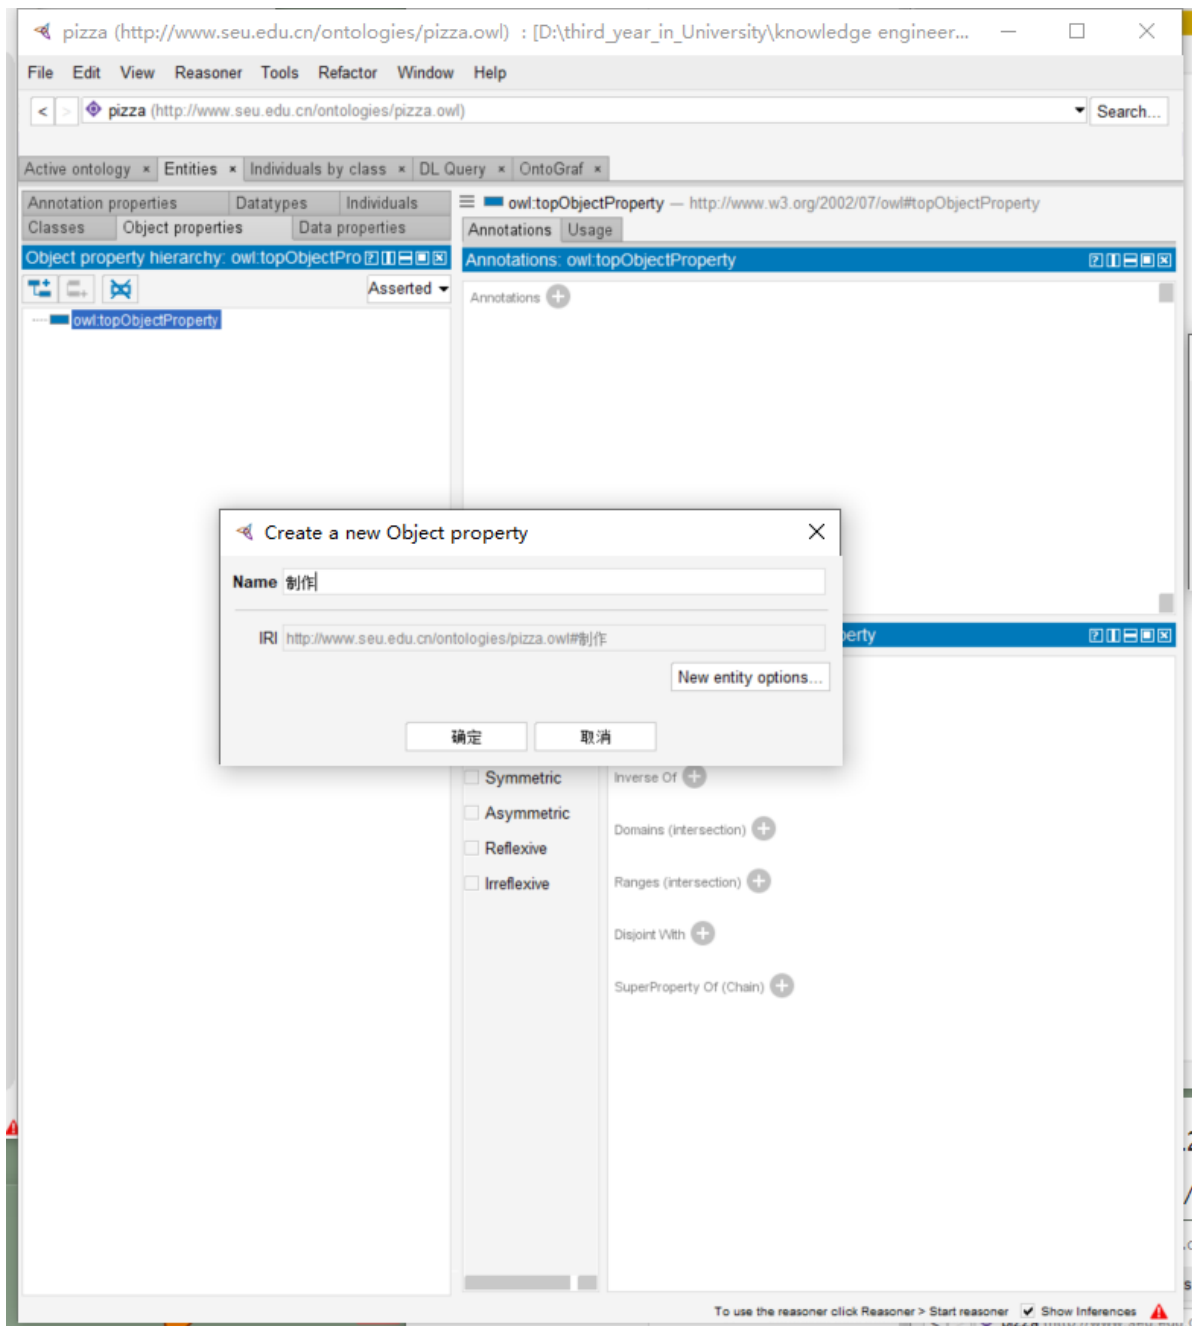 pizza (http://www.seu.edu.cn/ontologies/pizza.owl) : [D:\third_year_in_University\knowledge engineer...
File Edit View Reasoner Tools Refactor Window Help
< > pizza (http://www.seu.edu.cn/ontologies/pizza.owl) Search...
Active ontology × Entities × Individuals by class × DL Query × OntoGraf ×
Annotation properties Datatypes Individuals
Classes Object properties Data properties
owl:topObjectProperty — http://www.w3.org/2002/07/owl#topObjectProperty
Annotations Usage
Object property hierarchy: owl:topObjectPro
Annotations: owl:topObjectProperty
Asserted
Annotations
owl:topObjectProperty
Create a new Object property
Name 制作
IRI http://www.seu.edu.cn/ontologies/pizza.owl#制作
New entity options...
确定 取消
perty
Symmetric
Asymmetric
Reflexive
Irreflexive
Inverse Of
Domains (intersection)
Ranges (intersection)
Disjoint With
SuperProperty Of (Chain)
To use the reasoner click Reasoner > Start reasoner Show Inferences